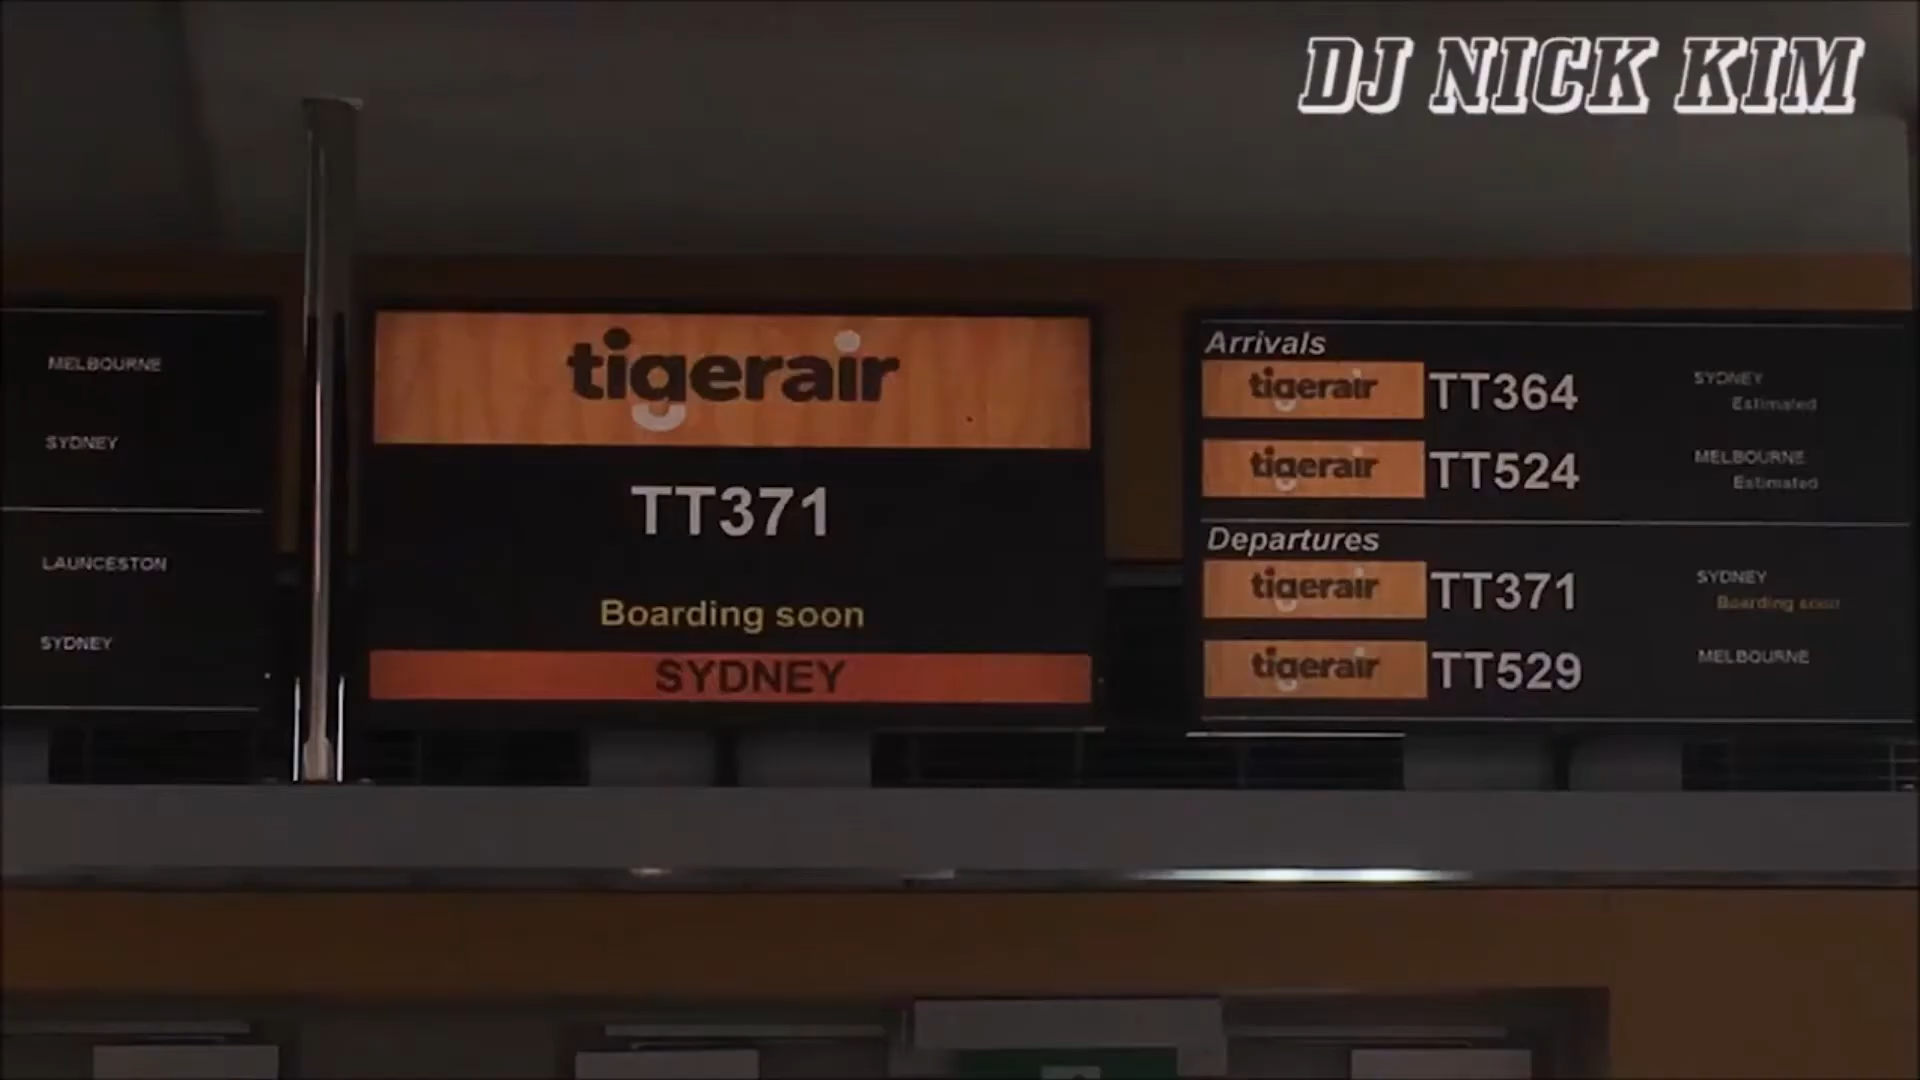 DJ NICK KIM
MELBOURNE
SYDNEY
LAUNCESTON
SYDNEY
tigerair
TT371
Boarding soon
SYDNEY
Arrivals
tigerair TT364 SYDNEY
Estimated
tigerair TT524 MELBOURNE
Estimated
Departures
tigerair TT371 SYDNEY
Boarding soon
tigerair TT529 MELBOURNE